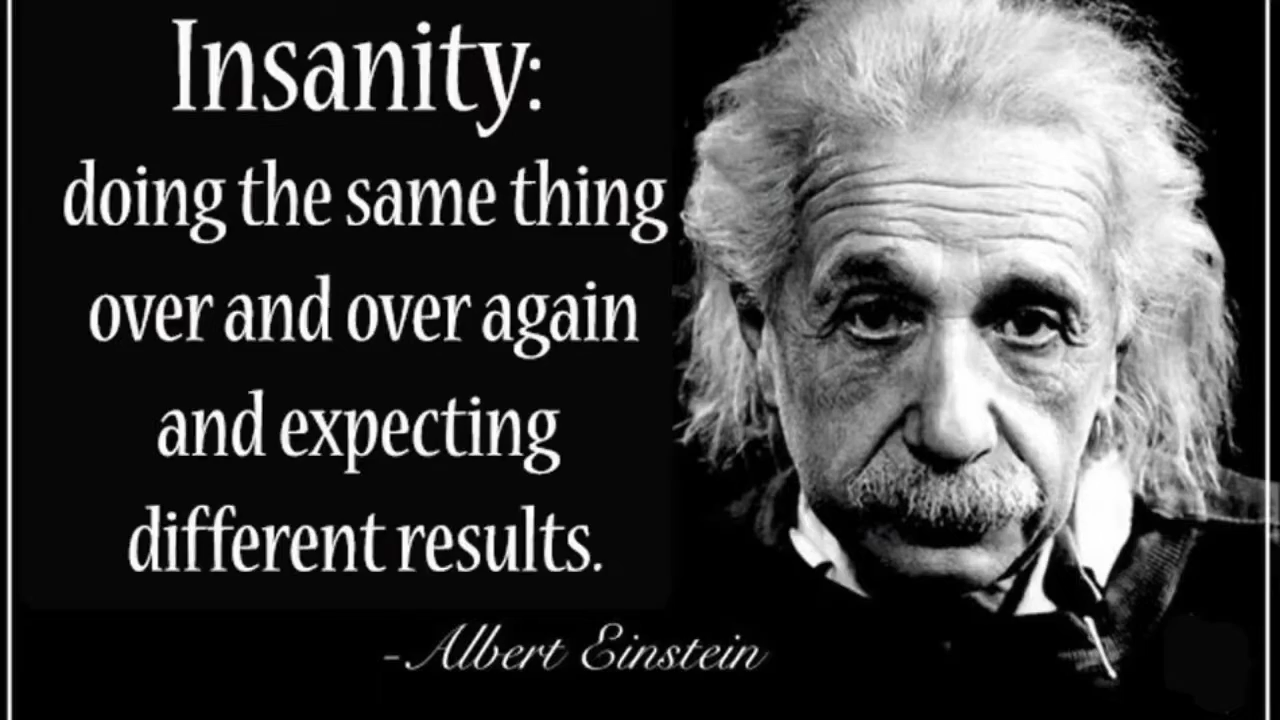 Insanity:
doing the same thing
over and over again
and expecting
different results.
-Albert Einstein